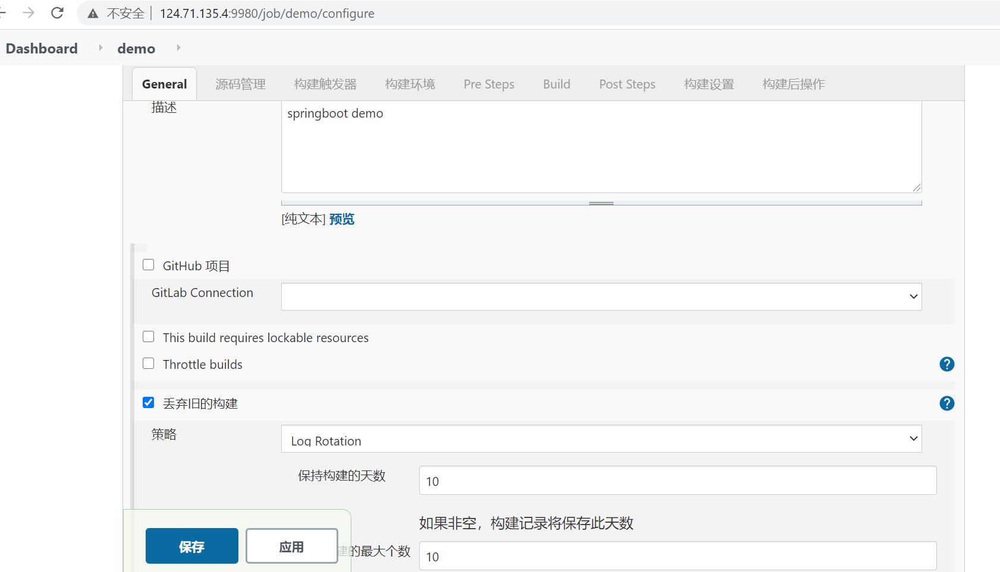 不安全 124.71.135.4:9980/job/demo/configure
Dashboard demo
General 源码管理 构建触发器 构建环境 Pre Steps Build Post Steps 构建设置 构建后操作
描述 springboot demo
[纯文本] 预览
GitHub 项目
GitLab Connection
This build requires lockable resources
Throttle builds
?
丢弃旧的构建
?
策略 Log Rotation
保持构建的天数 10
如果非空，构建记录将保存此天数
建的最大个数 10
保存 应用